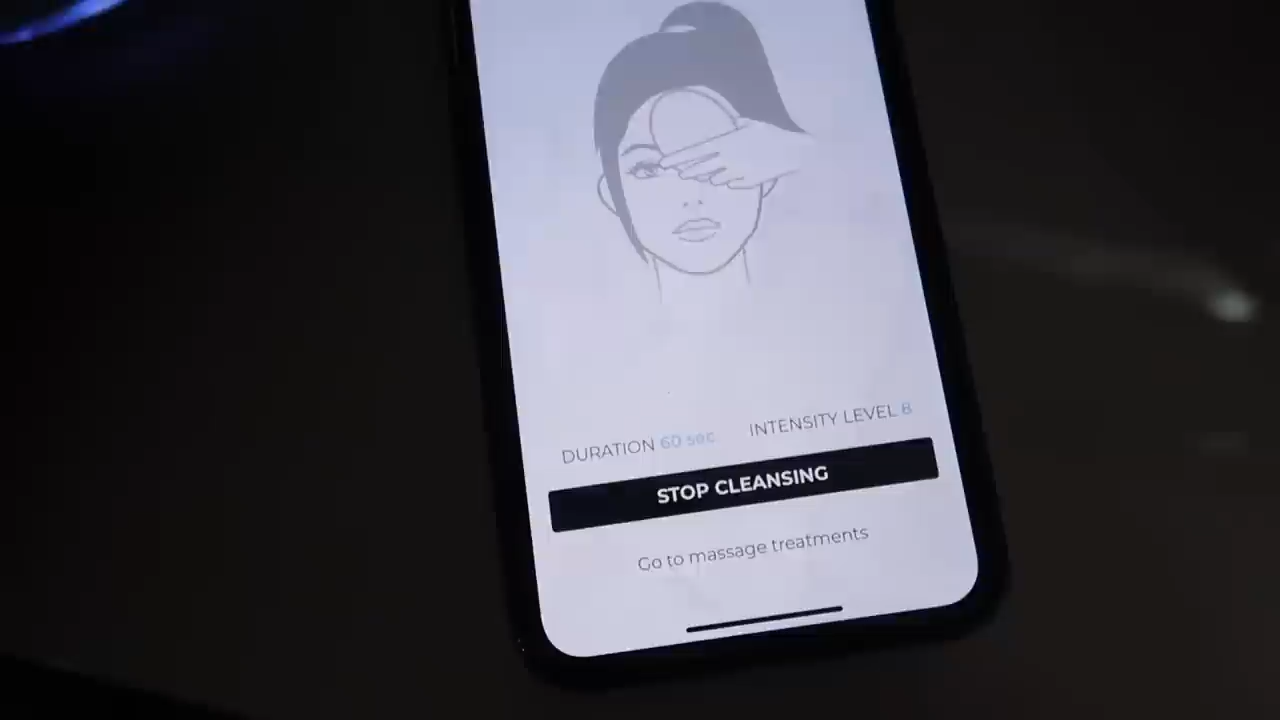 DURATION 60 sec
INTENSITY LEVEL 8
STOP CLEANSING
Go to massage treatments